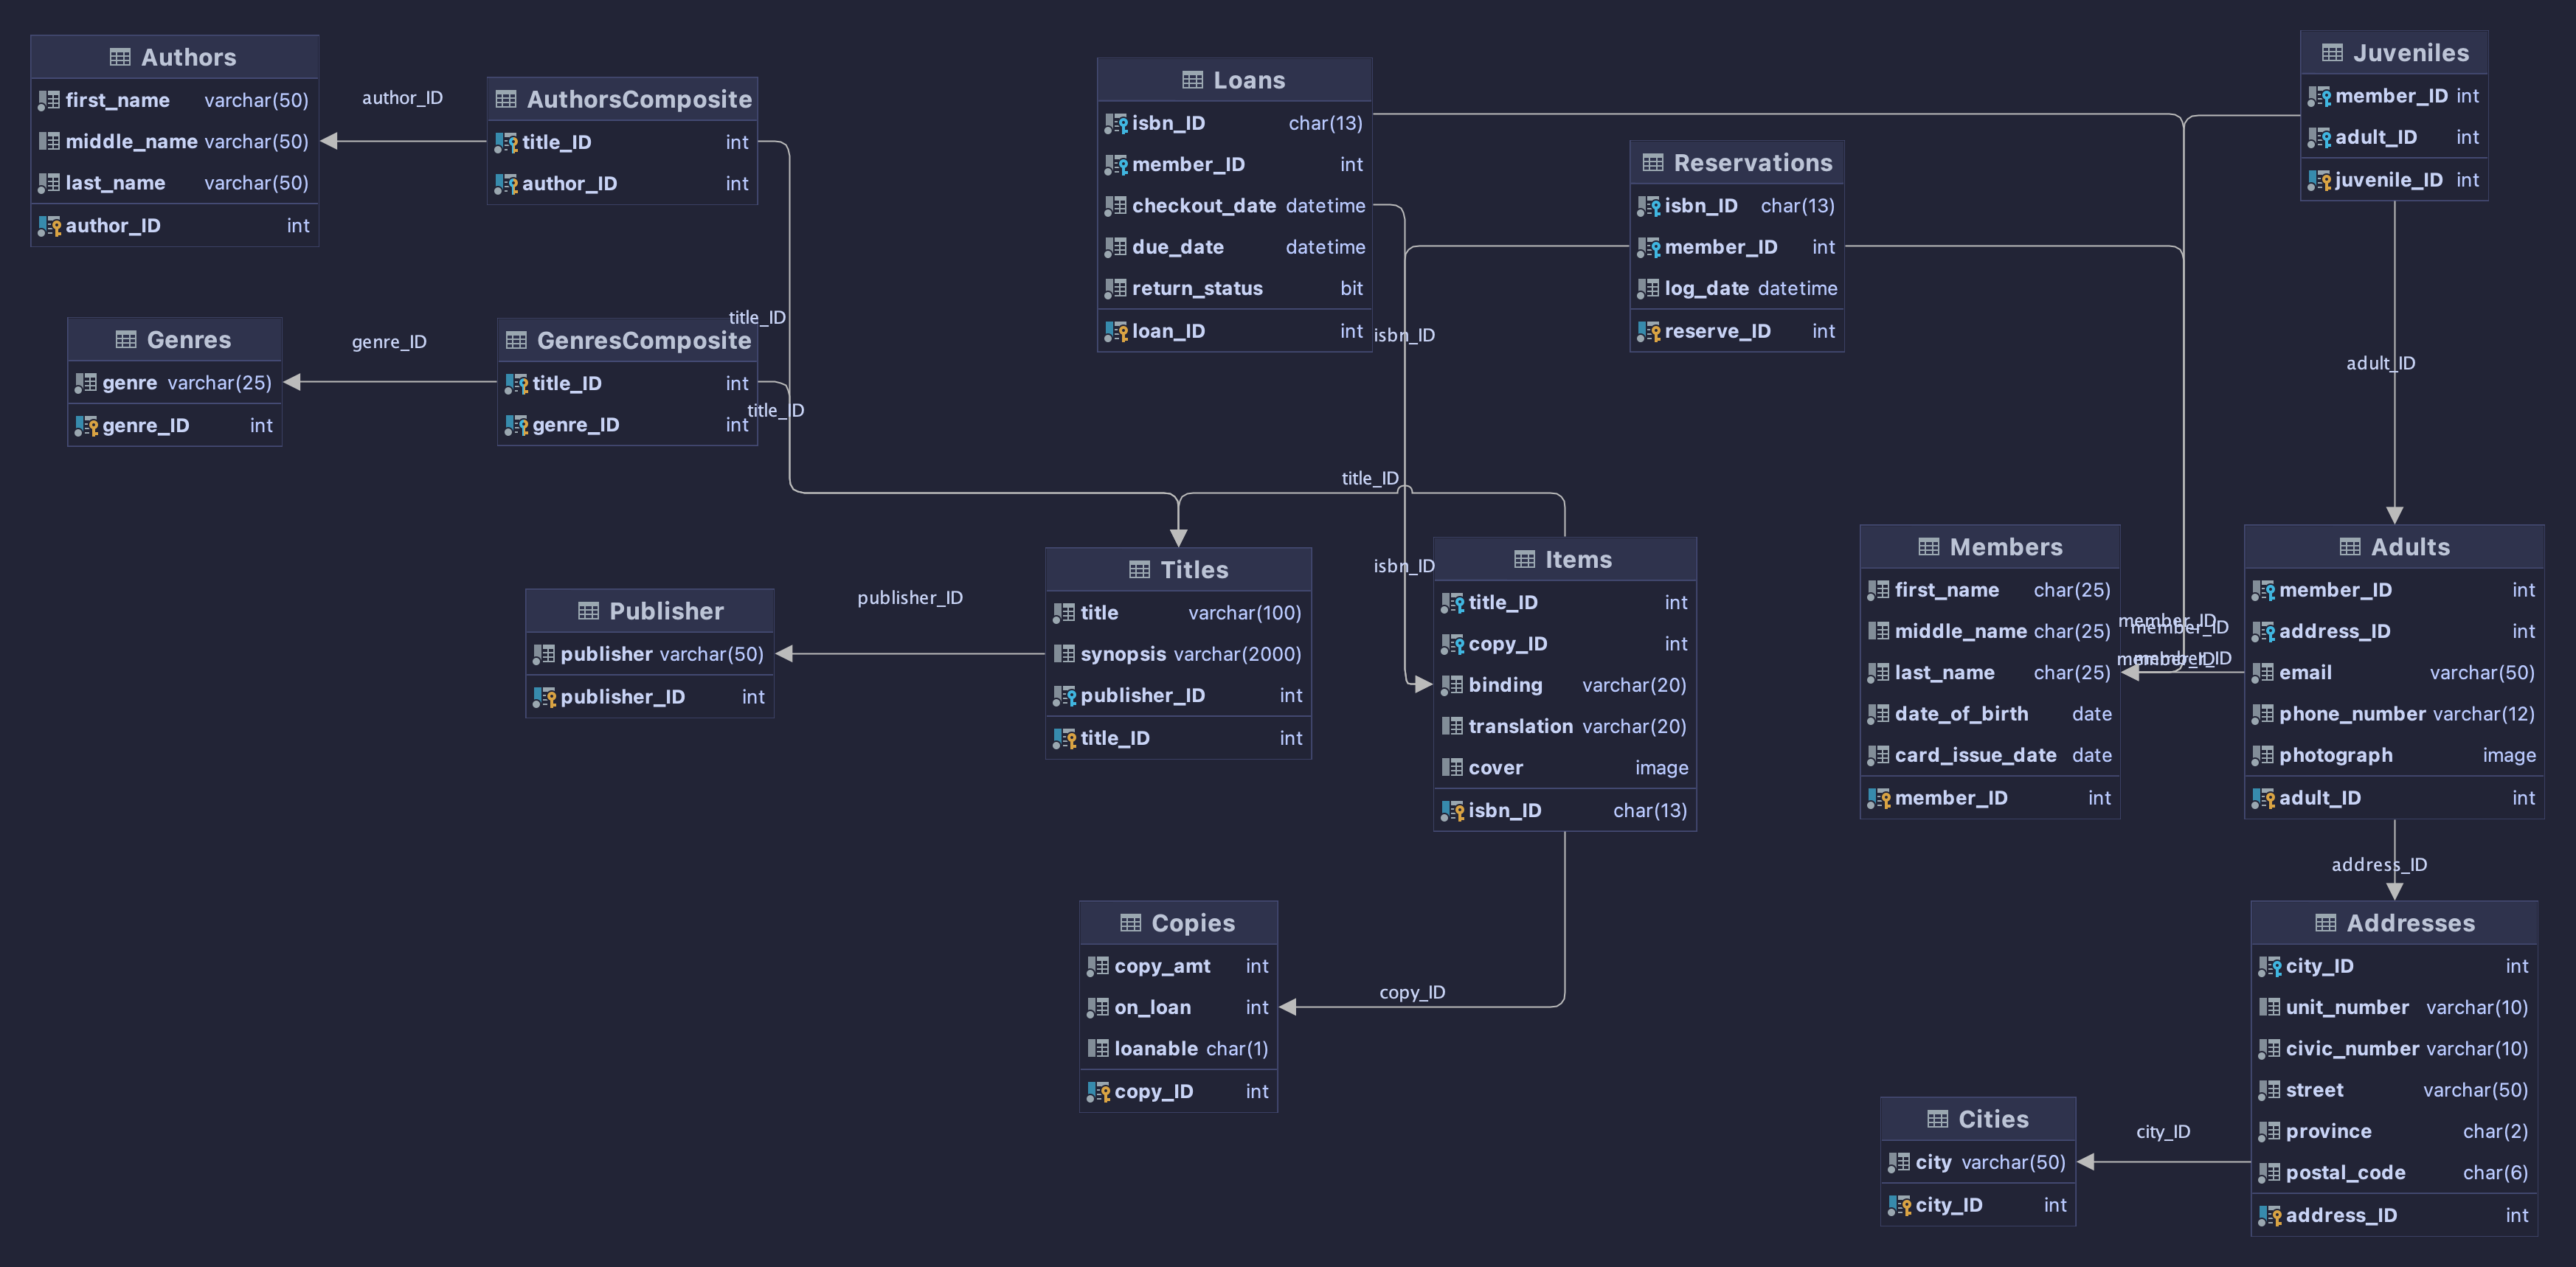 Authors
first_name varchar(50)
middle_name varchar(50)
last_name varchar(50)
author_ID int
author_ID
AuthorsComposite
title_ID int
author_ID int
Genres
genre varchar(25)
genre_ID int
genre_ID
GenresComposite
title_ID int
genre_ID int
title_ID
title_ID
Loans
isbn_ID char(13)
member_ID int
checkout_date datetime
due_date datetime
return_status bit
loan_ID int
isbn_ID
Reservations
isbn_ID char(13)
member_ID int
log_date datetime
reserve_ID int
Juveniles
member_ID int
adult_ID int
juvenile_ID int
adult_ID
title_ID
isbn_ID
Publisher
publisher varchar(50)
publisher_ID int
publisher_ID
Titles
title varchar(100)
synopsis varchar(2000)
publisher_ID int
title_ID int
Items
title_ID int
copy_ID int
binding varchar(20)
translation varchar(20)
cover image
isbn_ID char(13)
Members
first_name char(25)
middle_name char(25)
last_name char(25)
date_of_birth date
card_issue_date date
member_ID int
member_ID
member_ID
member_ID
member_ID
Adults
member_ID int
address_ID int
email varchar(50)
phone_number varchar(12)
photograph image
adult_ID int
address_ID
Copies
copy_amt int
on_loan int
loanable char(1)
copy_ID int
copy_ID
Addresses
city_ID int
unit_number varchar(10)
civic_number varchar(10)
street varchar(50)
province char(2)
postal_code char(6)
address_ID int
Cities
city varchar(50)
city_ID int
city_ID